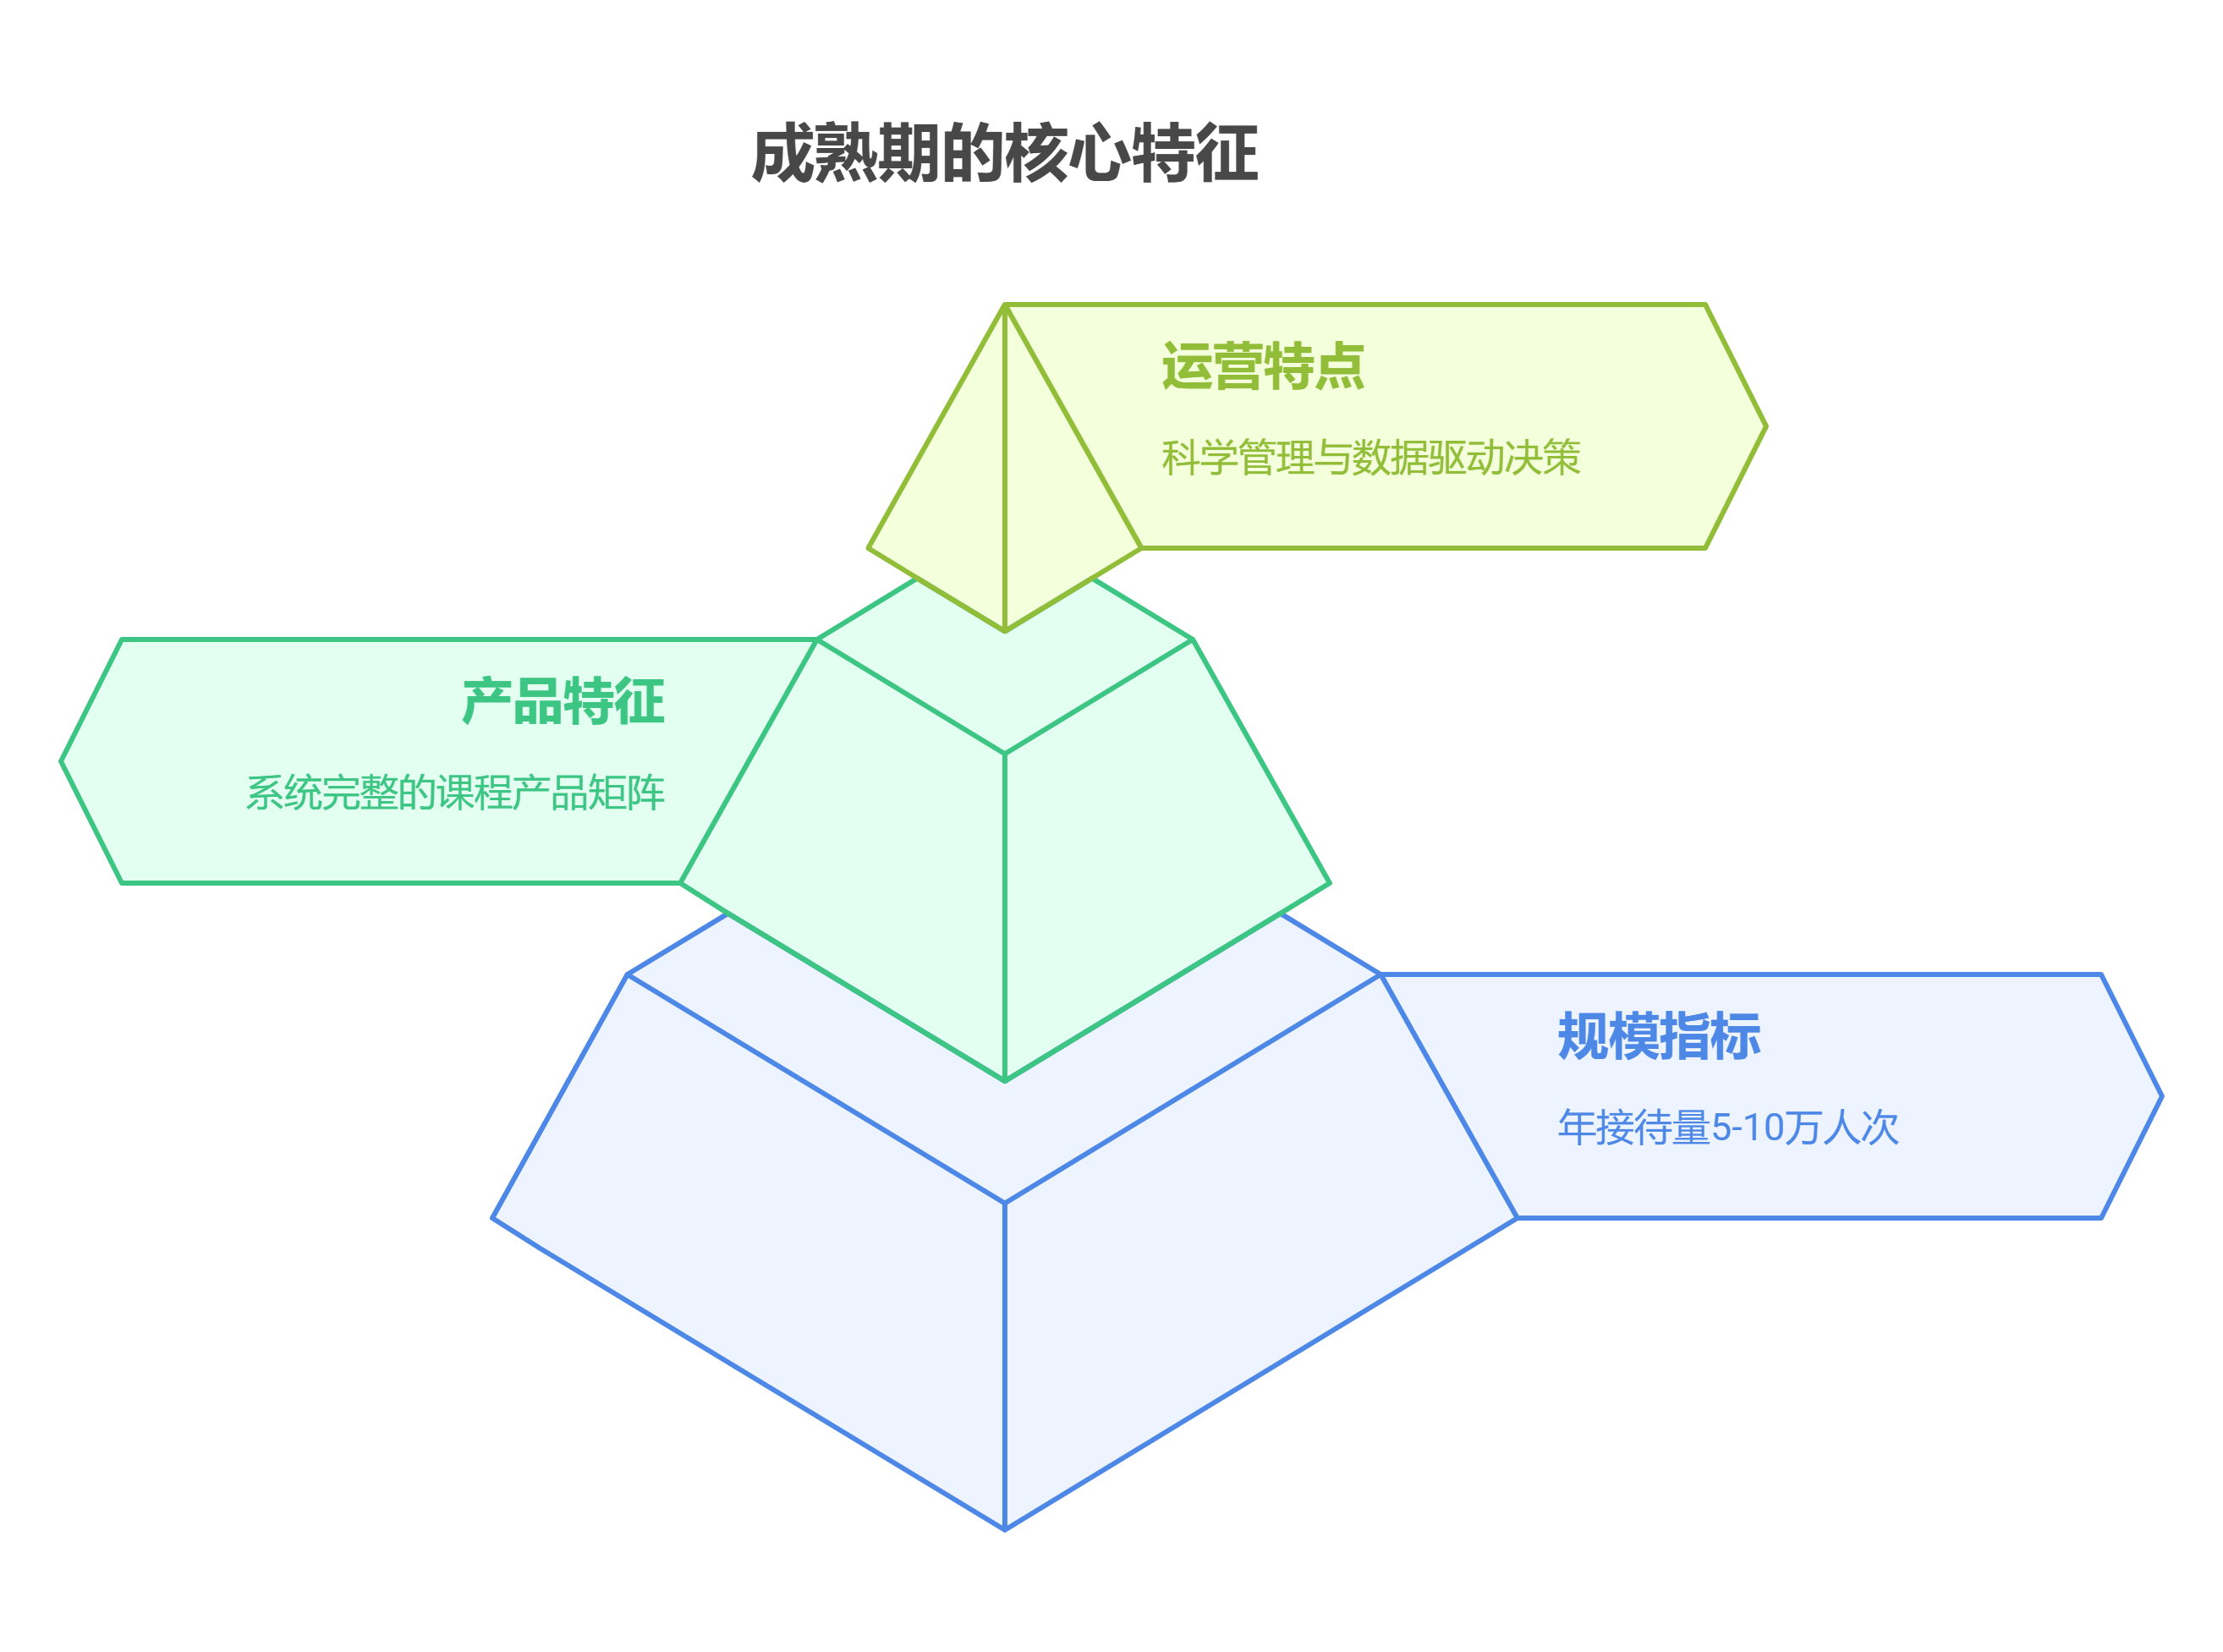 成熟期的核心特征
运营特点
科学管理与数据驱动决策
产品特征
系统完整的课程产品矩阵
规模指标
年接待量5-10万人次